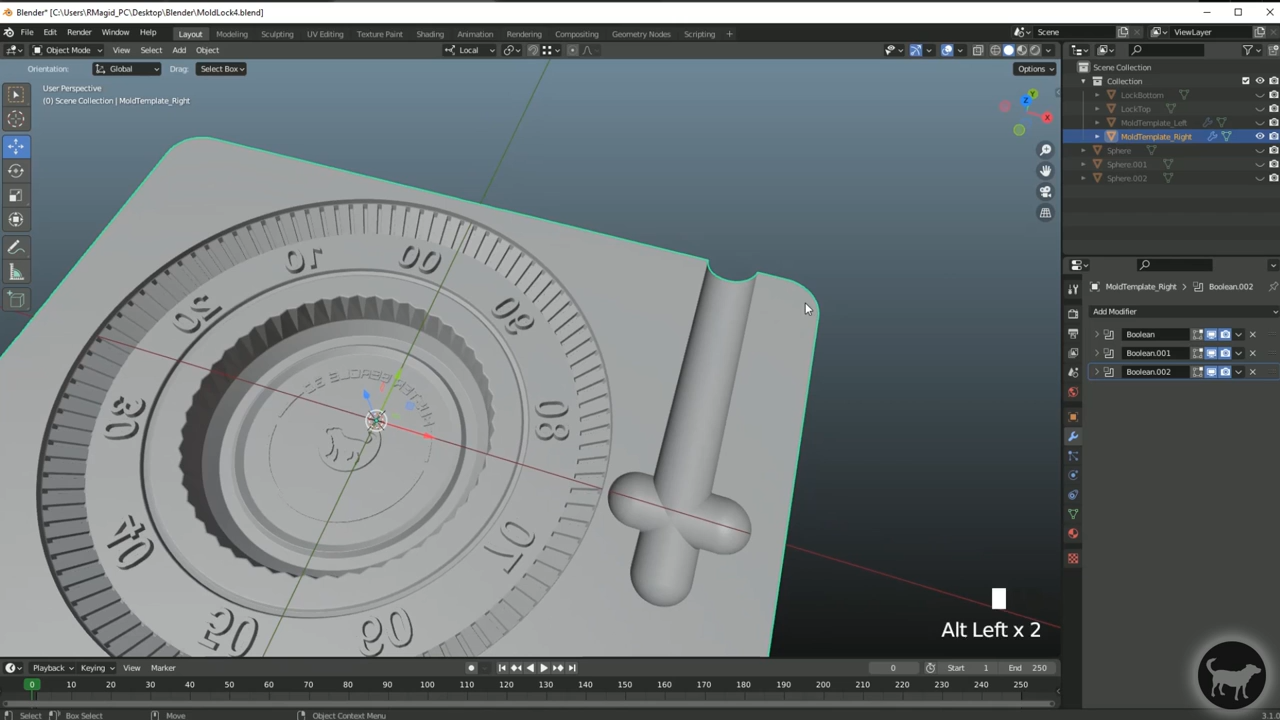 Blender* [C:\Users\RMagid_PC\Desktop\Blender\MoldLock4.blend]
File Edit Render Window Help Layout Modeling Sculpting UV Editing Texture Paint Shading Animation Rendering Compositing Geometry Nodes Scripting + Scene ViewLayer
Object Mode View Select Add Object Local
Orientation: Global Drag: Select Box Options
User Perspective
(0) Scene Collection | MoldTemplate_Right
Scene Collection
Collection
LockBottom
LockTop
MoldTemplate_Left
MoldTemplate_Right
Sphere
Sphere.001
Sphere.002
Z
Y
X
MoldTemplate_Right > Boolean.002
Add Modifier
Boolean
Boolean.001
Boolean.002
00
10
20
30
40
50
60
70
80
90
Alt Left x 2
Playback Keying View Marker 0 Start 1 End 250
0 10 20 30 40 50 60 70 80 90 100 110 120 130 140 150 160 170 180 190 200 210 220 230 240 250
Select Box Select Move Object Context Menu 3.1.0